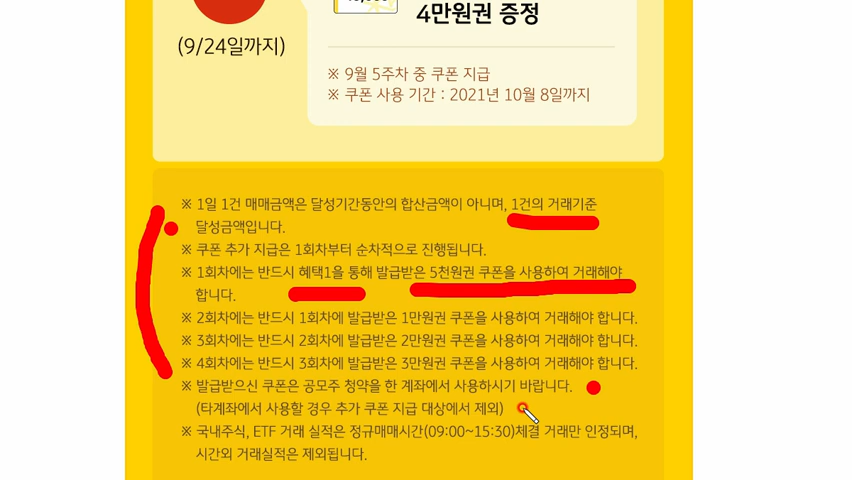 4만원권 증정
(9/24일까지)
※ 9월 5주차 중 쿠폰 지급
※ 쿠폰 사용 기간 : 2021년 10월 8일까지
※ 1일 1건 매매금액은 달성기간동안의 합산금액이 아니며, 1건의 거래기준
달성금액입니다.
※ 쿠폰 추가 지급은 1회차부터 순차적으로 진행됩니다.
※ 1회차에는 반드시 혜택1을 통해 발급받은 5천원권 쿠폰을 사용하여 거래해야
합니다.
※ 2회차에는 반드시 1회차에 발급받은 1만원권 쿠폰을 사용하여 거래해야 합니다.
※ 3회차에는 반드시 2회차에 발급받은 2만원권 쿠폰을 사용하여 거래해야 합니다.
※ 4회차에는 반드시 3회차에 발급받은 3만원권 쿠폰을 사용하여 거래해야 합니다.
※ 발급받으신 쿠폰은 공모주 청약을 한 계좌에서 사용하시기 바랍니다.
(타계좌에서 사용할 경우 추가 쿠폰 지급 대상에서 제외)
※ 국내주식, ETF 거래 실적은 정규매매시간(09:00~15:30)체결 거래만 인정되며,
시간외 거래실적은 제외됩니다.